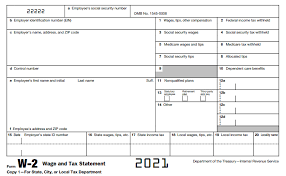 22222
a Employee's social security number
OMB No. 1545-0008
b Employer identification number (EIN)
1 Wages, tips, other compensation
2 Federal income tax withheld
c Employer's name, address, and ZIP code
3 Social security wages
4 Social security tax withheld
5 Medicare wages and tips
6 Medicare tax withheld
7 Social security tips
8 Allocated tips
d Control number
9
10 Dependent care benefits
e Employee's first name and initial
Last name
Suff.
11 Nonqualified plans
12a
13
12b
14 Other
12c
12d
f Employee's address and ZIP code
15 State
Employer's state ID number
16 State wages, tips, etc.
17 State income tax
18 Local wages, tips, etc.
19 Local income tax
20 Locality name
Form W-2 Wage and Tax Statement
2021
Department of the Treasury—Internal Revenue Service
Copy 1—For State, City, or Local Tax Department